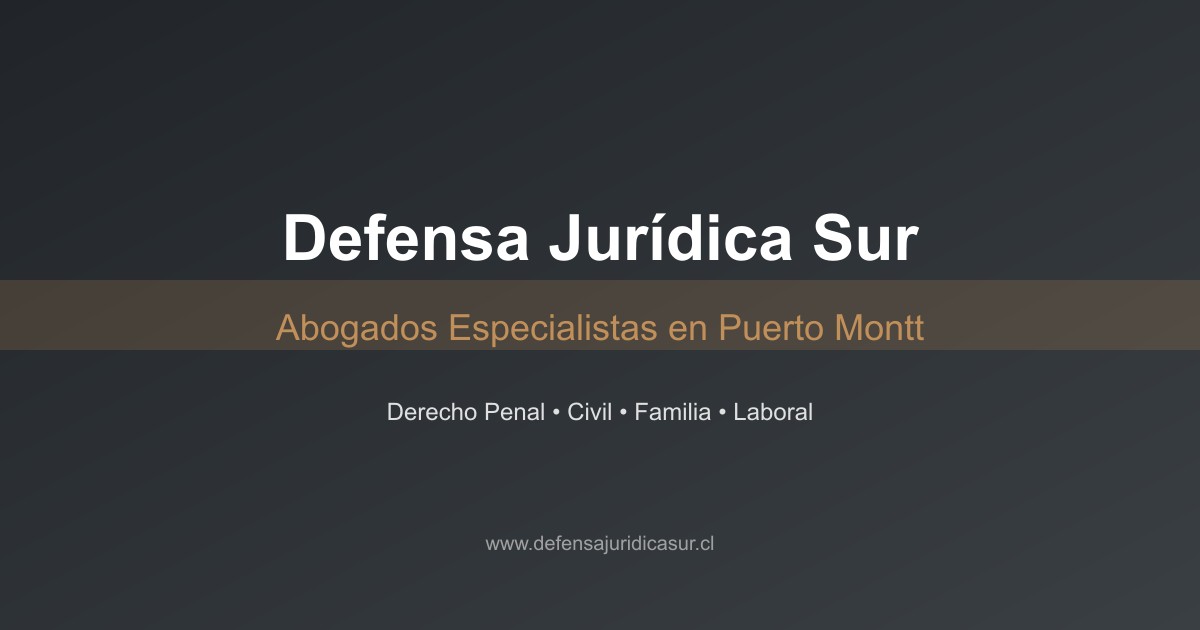 Defensa Jurídica Sur
Abogados Especialistas en Puerto Montt
Derecho Penal • Civil • Familia • Laboral
www.defensajuridicasur.cl